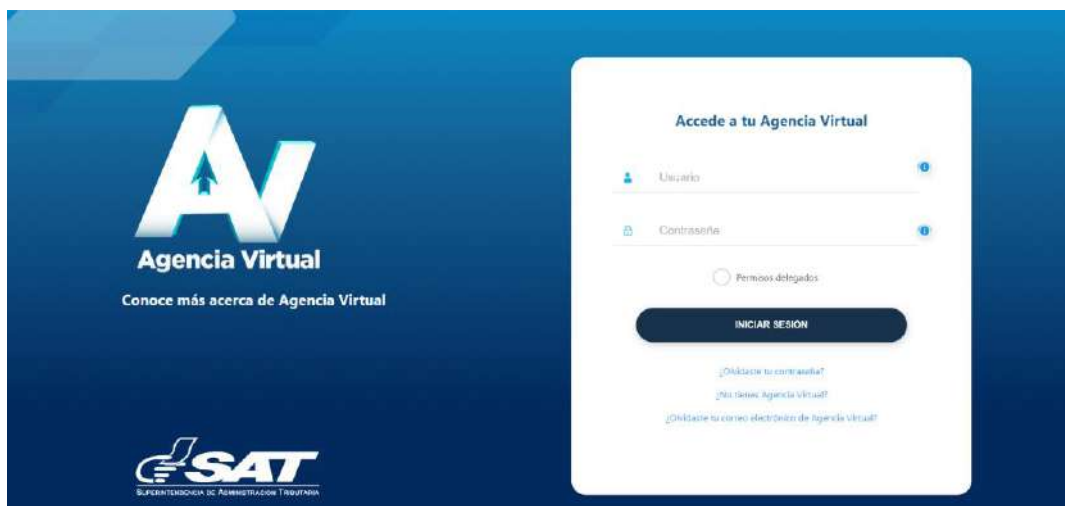 AV
Agencia Virtual
Conoce más acerca de Agencia Virtual
SAT
SUPERINTENDENCIA DE ADMINISTRACIÓN TRIBUTARIA
Accede a tu Agencia Virtual
Usuario
Contraseña
Permisos delegados
INICIAR SESIÓN
¿Olvidaste tu contraseña?
¿No tienes Agencia Virtual?
¿Olvidaste tu correo electrónico de Agencia Virtual?